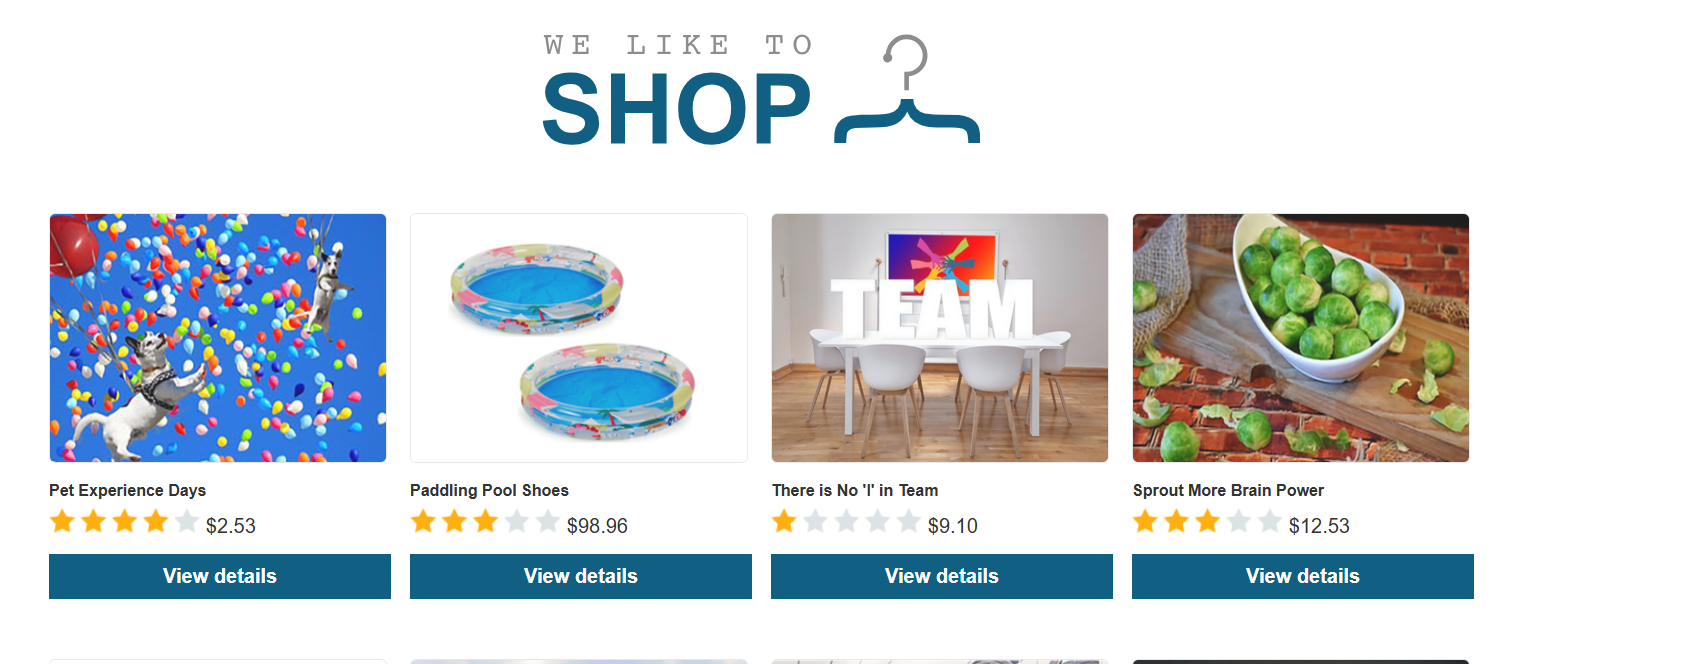 WE LIKE TO
SHOP
TEAM
Pet Experience Days
$2.53
View details
Paddling Pool Shoes
$98.96
View details
There is No 'I' in Team
$9.10
View details
Sprout More Brain Power
$12.53
View details